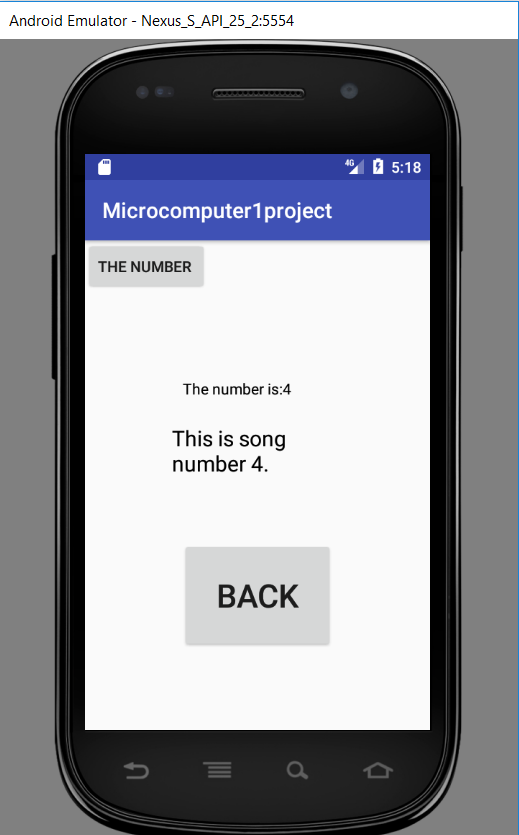 Android Emulator - Nexus_S_API_25_2:5554
4G 5:18
Microcomputer1project
THE NUMBER
The number is:4
This is song
number 4.
BACK